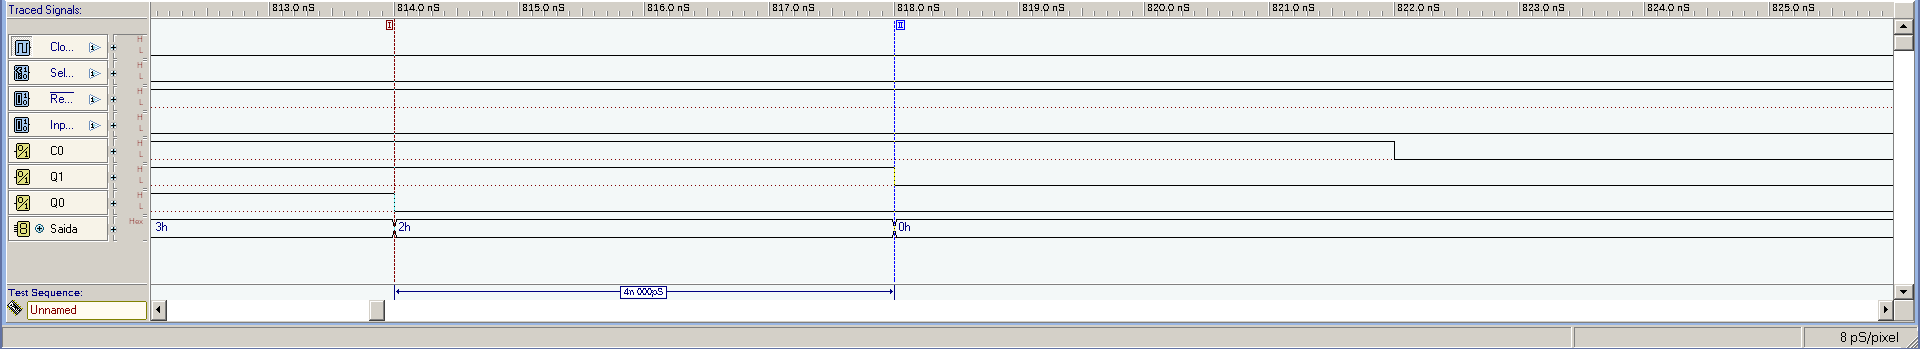 Traced Signals:
813.0 nS 814.0 nS 815.0 nS 816.0 nS 817.0 nS 818.0 nS 819.0 nS 820.0 nS 821.0 nS 822.0 nS 823.0 nS 824.0 nS 825.0 nS
I II
Clo... H L
Sel... H L
Re... H L
Inp... H L
C0 H L
Q1 H L
Q0 H L
Saida Hex 3h 2h 0h
Test Sequence: 4n 000pS
Unnamed
8 pS/pixel